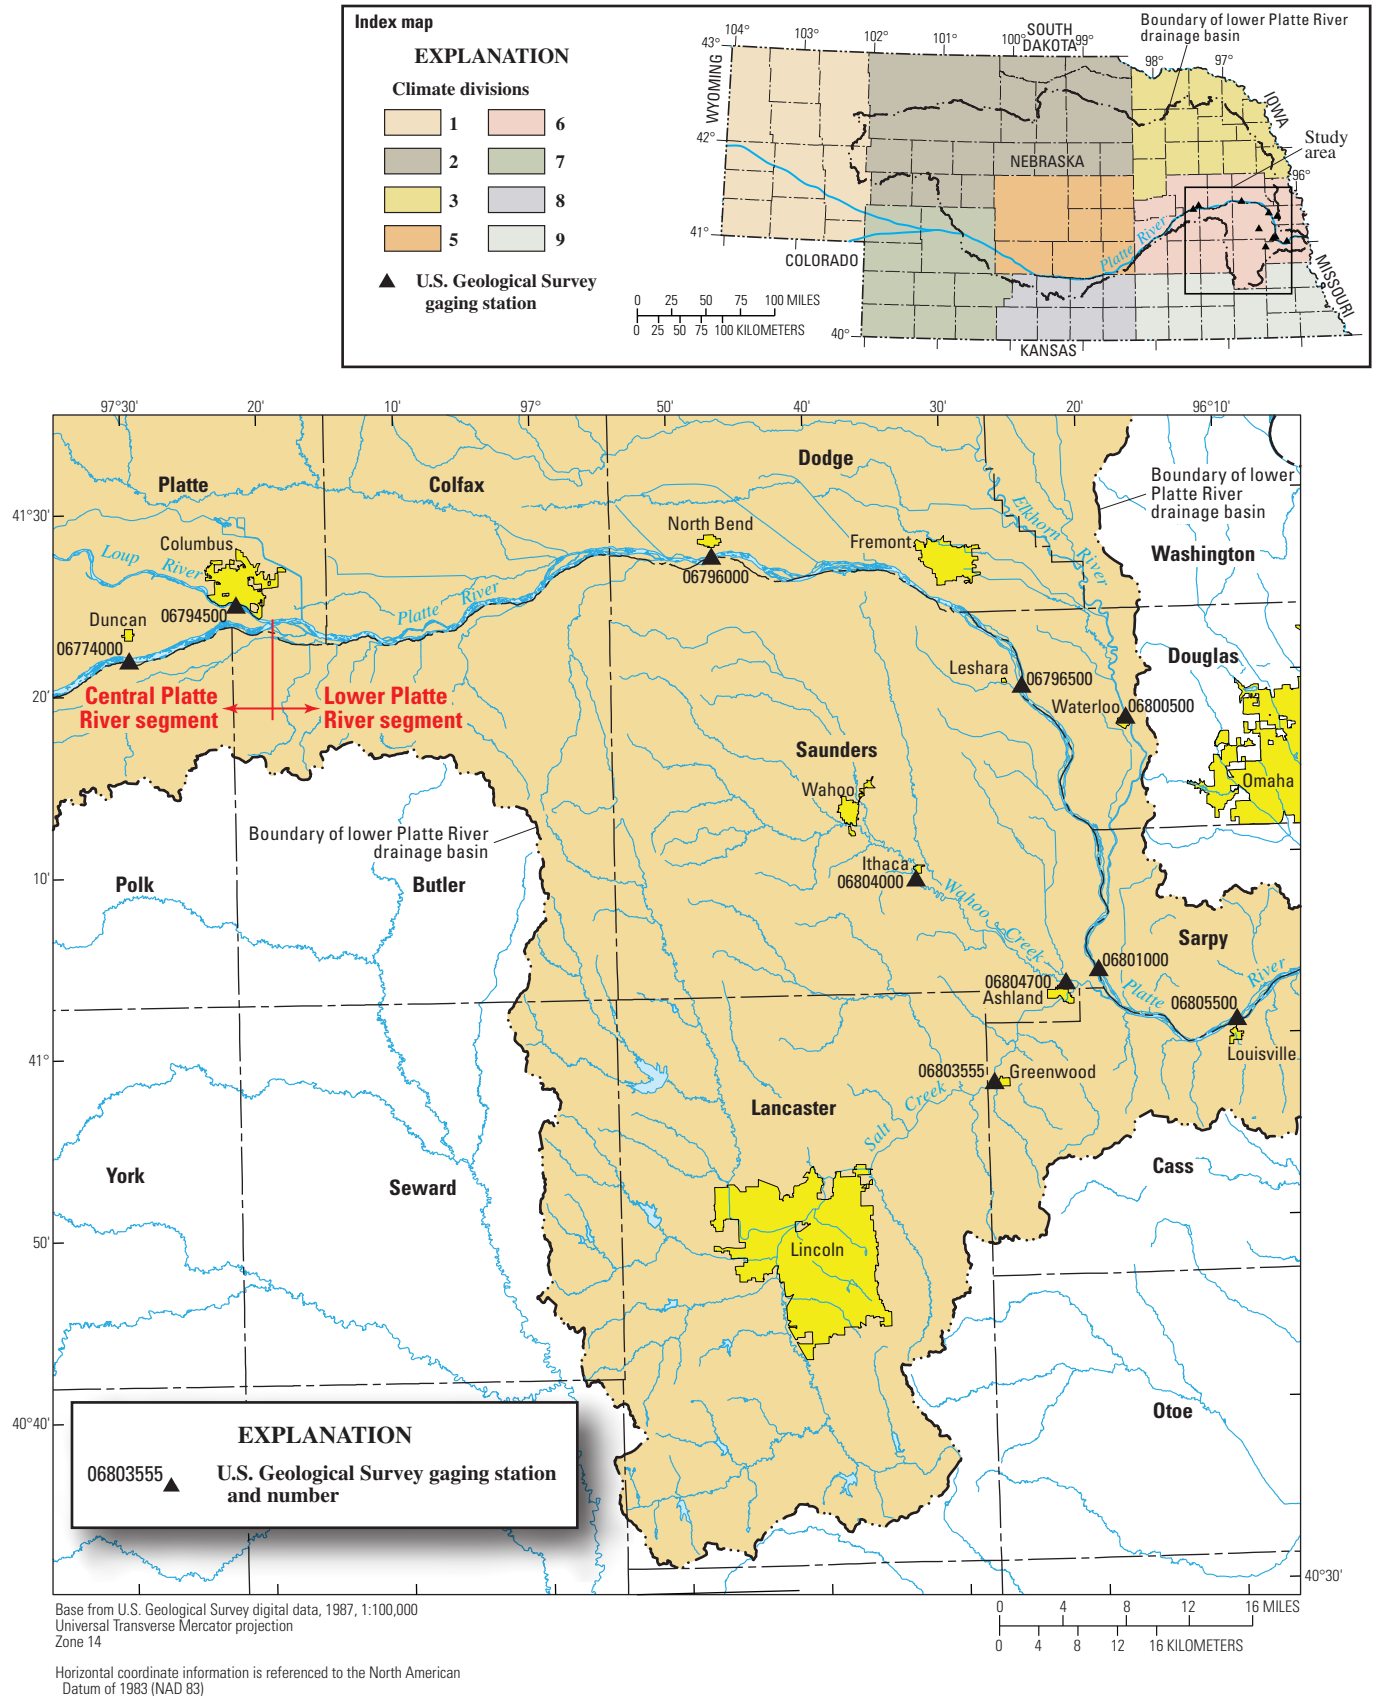 Index map
EXPLANATION
Climate divisions
1
6
2
7
3
8
5
9
U.S. Geological Survey
gaging station
104°
103°
102°
101°
100°
99°
98°
97°
96°
43°
42°
41°
40°
WYOMING
SOUTH
DAKOTA
IOWA
NEBRASKA
COLORADO
KANSAS
MISSOURI
Platte River
Boundary of lower Platte River
drainage basin
Study
area
0 25 50 75 100 MILES
0 25 50 75 100 KILOMETERS
97°30'
20'
10'
97°
50'
40'
30'
20'
96°10'
41°30'
20'
10'
41°
50'
40°40'
40°30'
Platte
Colfax
Dodge
Boundary of lower
Platte River
drainage basin
Washington
Elkhorn River
Loup River
Columbus
North Bend
06796000
Fremont
Platte River
Duncan
06794500
06774000
Central Platte
River segment
Lower Platte
River segment
Leshara
06796500
Waterloo
06800500
Douglas
Omaha
Saunders
Wahoo
Boundary of lower Platte River
drainage basin
Ithaca
06804000
Wahoo Creek
Polk
Butler
Sarpy
06801000
06804700
Ashland
Platte River
06805500
Louisville
06803555
Greenwood
Salt Creek
Lancaster
York
Seward
Cass
Lincoln
Otoe
EXPLANATION
06803555
U.S. Geological Survey gaging station
and number
Base from U.S. Geological Survey digital data, 1987, 1:100,000
Universal Transverse Mercator projection
Zone 14
Horizontal coordinate information is referenced to the North American
Datum of 1983 (NAD 83)
0 4 8 12 16 MILES
0 4 8 12 16 KILOMETERS